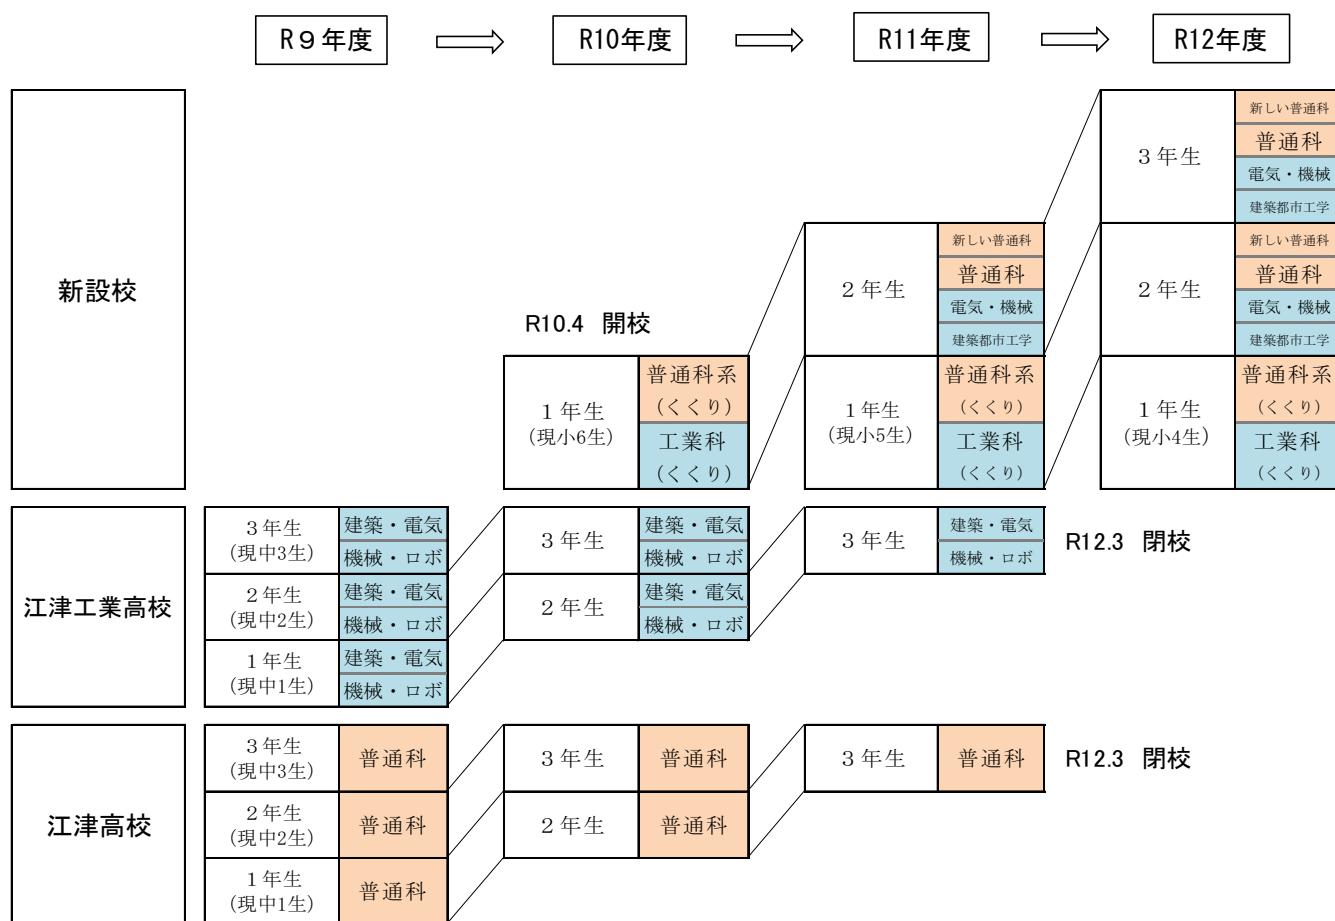 R９年度
R10年度
R11年度
R12年度
新設校
R10.4 開校
１年生
(現小6生)
普通科系
(くくり)
工業科
(くくり)
２年生
新しい普通科
普通科
電気・機械
建築都市工学
１年生
(現小5生)
普通科系
(くくり)
工業科
(くくり)
３年生
新しい普通科
普通科
電気・機械
建築都市工学
２年生
新しい普通科
普通科
電気・機械
建築都市工学
１年生
(現小4生)
普通科系
(くくり)
工業科
(くくり)
江津工業高校
３年生
(現中3生)
建築・電気
機械・ロボ
２年生
(現中2生)
建築・電気
機械・ロボ
１年生
(現中1生)
建築・電気
機械・ロボ
３年生
建築・電気
機械・ロボ
２年生
建築・電気
機械・ロボ
３年生
建築・電気
機械・ロボ
R12.3 閉校
江津高校
３年生
(現中3生)
普通科
２年生
(現中2生)
普通科
１年生
(現中1生)
普通科
３年生
普通科
２年生
普通科
３年生
普通科
R12.3 閉校